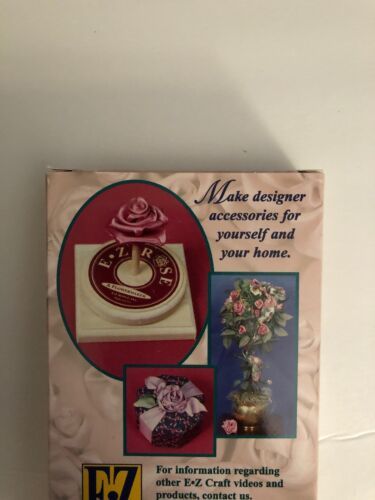 Make designer
accessories for
yourself and
your home.
E•Z ROSE
E•Z
For information regarding
other E•Z Craft videos and
products, contact us.